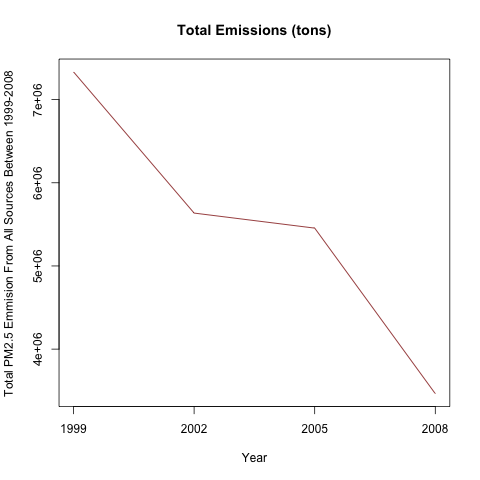 Total Emissions (tons)
Total PM2.5 Emmision From All Sources Between 1999-2008
7e+06
6e+06
5e+06
4e+06
1999 2002 2005 2008
Year